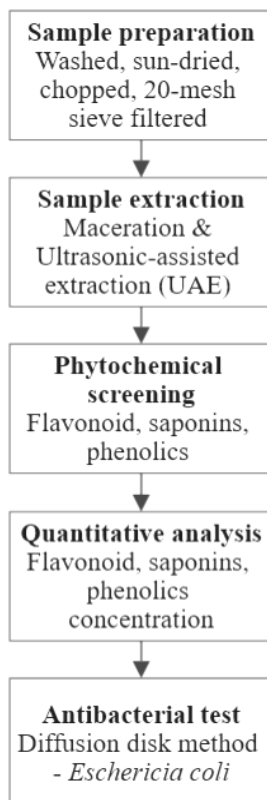 Sample preparation
Washed, sun-dried,
chopped, 20-mesh
sieve filtered
Sample extraction
Maceration &
Ultrasonic-assisted
extraction (UAE)
Phytochemical
screening
Flavonoid, saponins,
phenolics
Quantitative analysis
Flavonoid, saponins,
phenolics
concentration
Antibacterial test
Diffusion disk method
- Eschericia coli